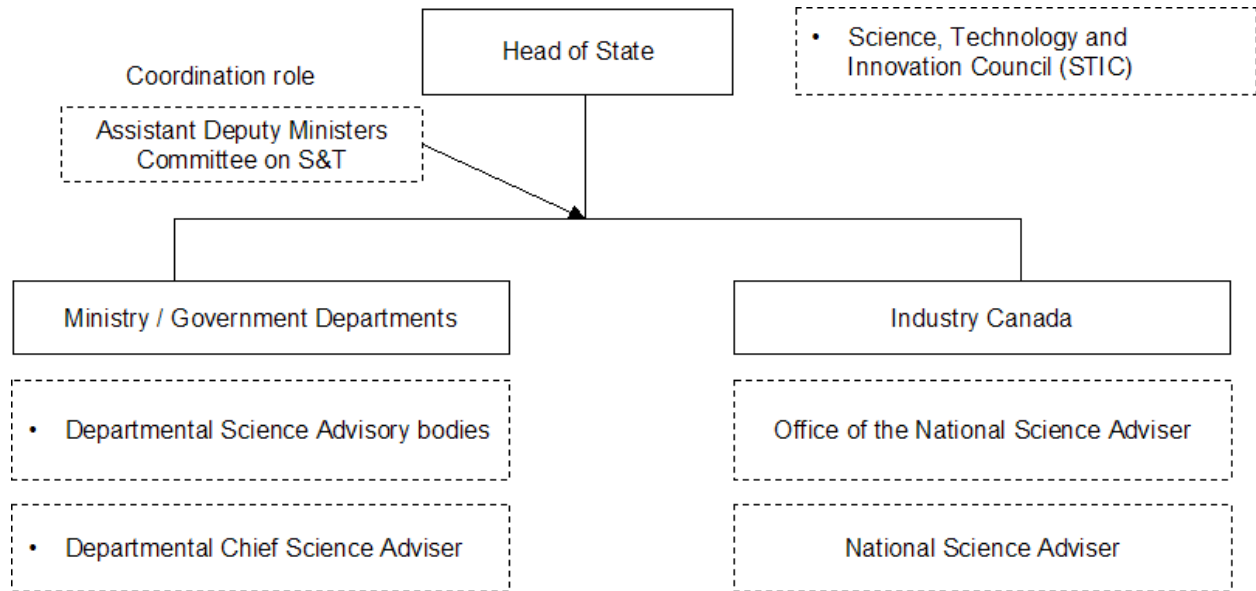 Head of State
• Science, Technology and
Innovation Council (STIC)
Coordination role
Assistant Deputy Ministers
Committee on S&T
Ministry / Government Departments
Industry Canada
• Departmental Science Advisory bodies
Office of the National Science Adviser
• Departmental Chief Science Adviser
National Science Adviser